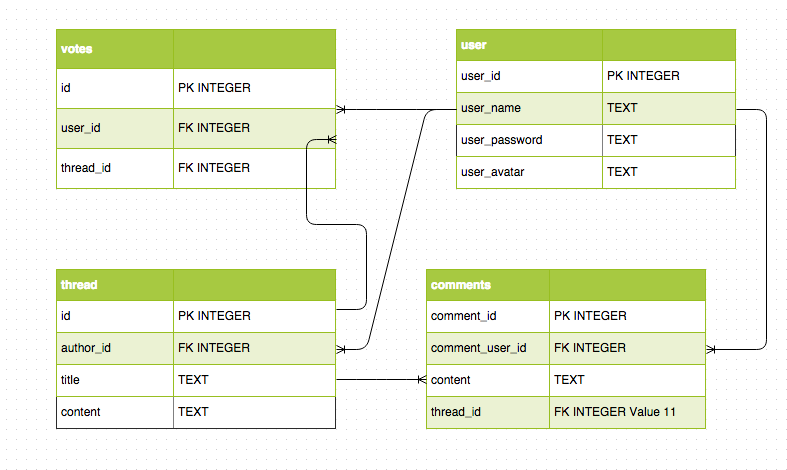 votes
id PK INTEGER
user_id FK INTEGER
thread_id FK INTEGER
user
user_id PK INTEGER
user_name TEXT
user_password TEXT
user_avatar TEXT
thread
id PK INTEGER
author_id FK INTEGER
title TEXT
content TEXT
comments
comment_id PK INTEGER
comment_user_id FK INTEGER
content TEXT
thread_id FK INTEGER Value 11